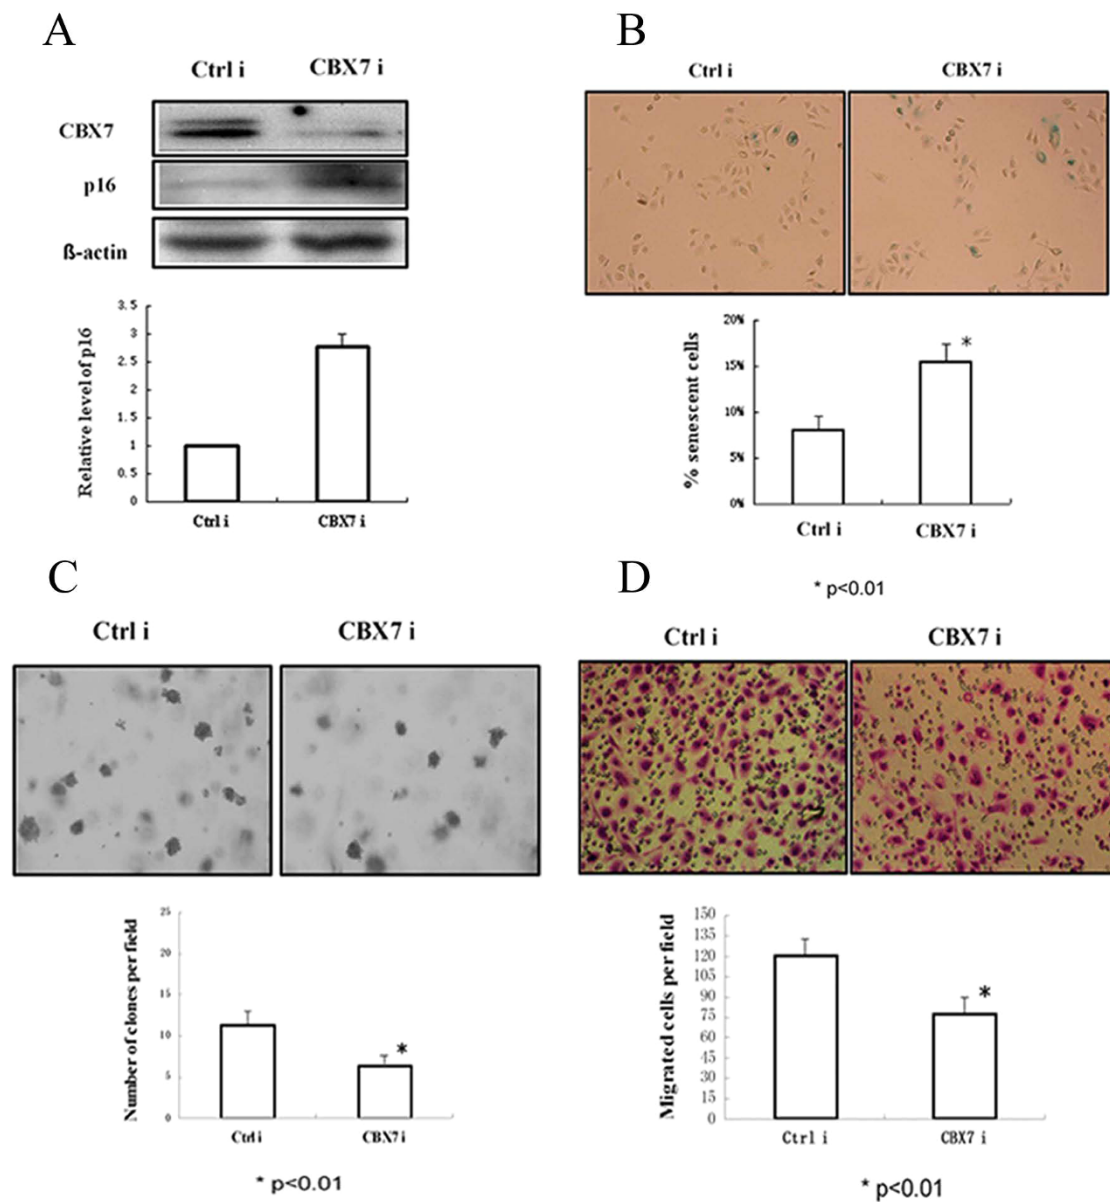 A
Ctrl i CBX7 i
CBX7
p16
ß-actin
Relative level of p16
3.5
3
2.5
2
1.5
1
0.5
0
Ctrl i CBX7 i
B
Ctrl i CBX7 i
% senescent cells
20%
15%
10%
5%
0%
*
Ctrl i CBX7 i
* p<0.01
C
Ctrl i CBX7 i
Number of clones per field
25
20
15
10
5
0
*
Ctrl i CBX7 i
* p<0.01
D
Ctrl i CBX7 i
Migrated cells per field
150
135
120
105
90
75
60
45
30
15
0
*
Ctrl i CBX7 i
* p<0.01